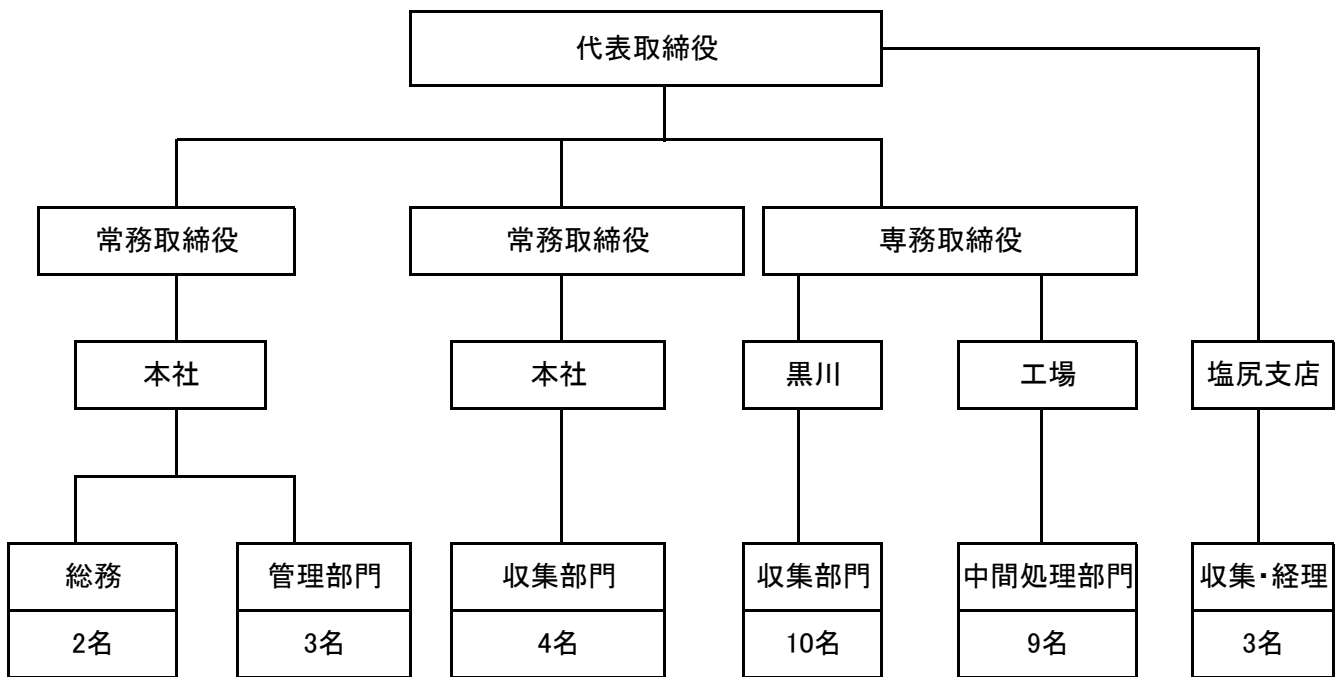 代表取締役
常務取締役
常務取締役
専務取締役
本社
本社
黒川
工場
塩尻支店
総務
管理部門
収集部門
収集部門
中間処理部門
収集・経理
2名
3名
4名
10名
9名
3名